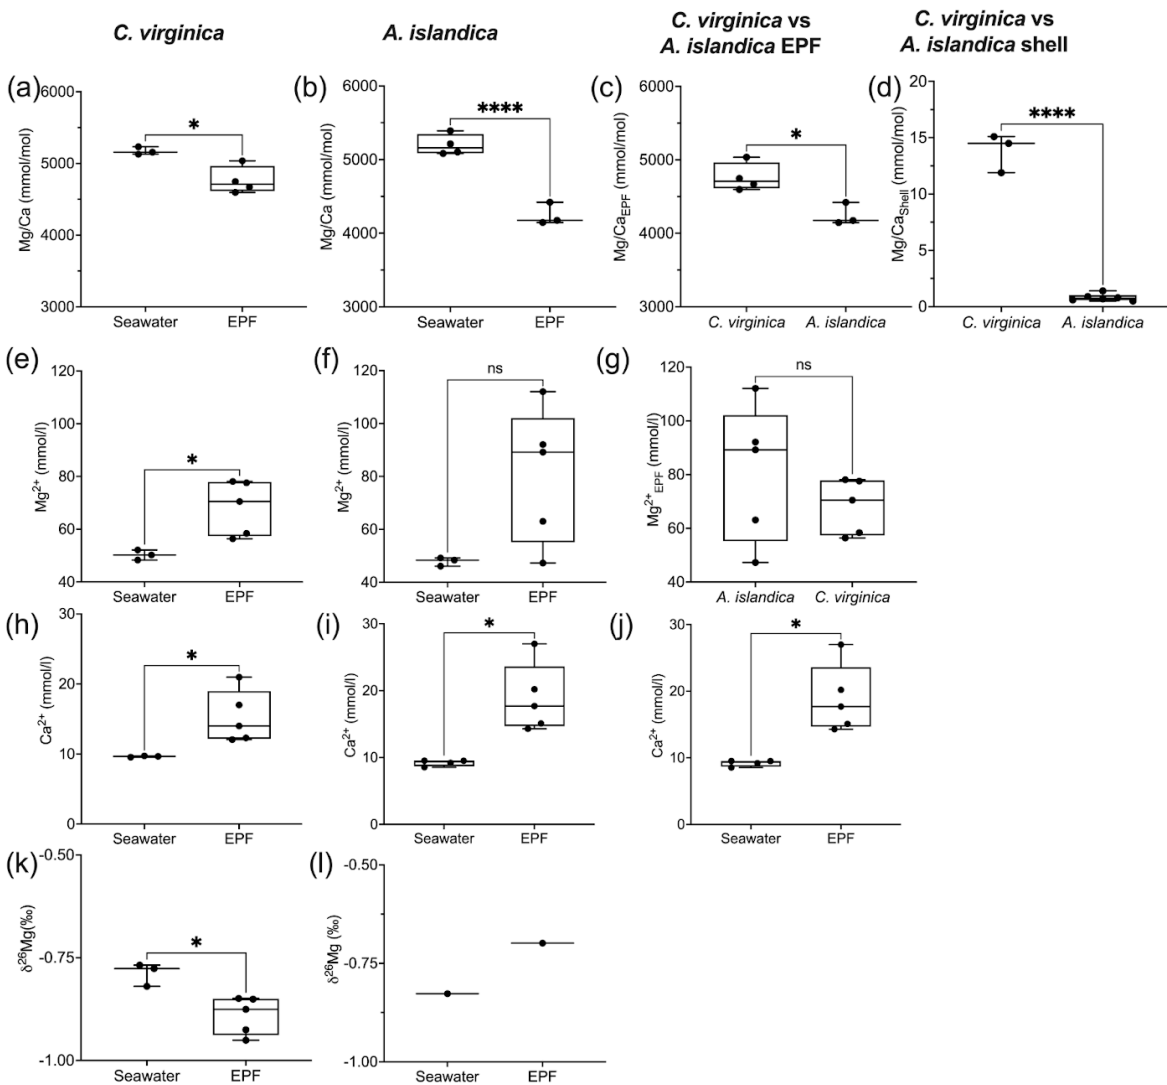 C. virginica
A. islandica
C. virginica vs
A. islandica EPF
C. virginica vs
A. islandica shell
(a)
6000
5000
4000
3000
Mg/Ca (mmol/mol)
*
Seawater
EPF
(b)
6000
5000
4000
3000
Mg/Ca (mmol/mol)
****
Seawater
EPF
(c)
6000
5000
4000
3000
Mg/Ca_EPF (mmol/mol)
*
C. virginica
A. islandica
(d)
20
15
10
5
0
Mg/Ca_Shell (mmol/mol)
****
C. virginica
A. islandica
(e)
120
100
80
60
40
Mg²⁺ (mmol/l)
*
Seawater
EPF
(f)
120
100
80
60
40
Mg²⁺ (mmol/l)
ns
Seawater
EPF
(g)
120
100
80
60
40
Mg²⁺_EPF (mmol/l)
ns
A. islandica
C. virginica
(h)
30
20
10
0
Ca²⁺ (mmol/l)
*
Seawater
EPF
(i)
30
20
10
0
Ca²⁺ (mmol/l)
*
Seawater
EPF
(j)
30
20
10
0
Ca²⁺ (mmol/l)
*
Seawater
EPF
(k)
-0.50
-0.75
-1.00
δ²⁶Mg(‰)
*
Seawater
EPF
(l)
-0.50
-0.75
-1.00
δ²⁶Mg (‰)
Seawater
EPF